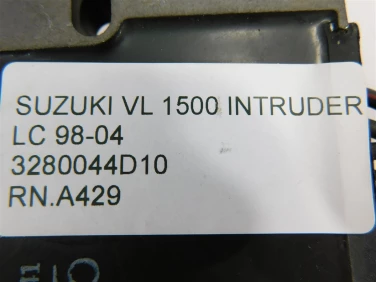 SUZUKI VL 1500 INTRUDER
LC 98-04
3280044D10
RN.A429